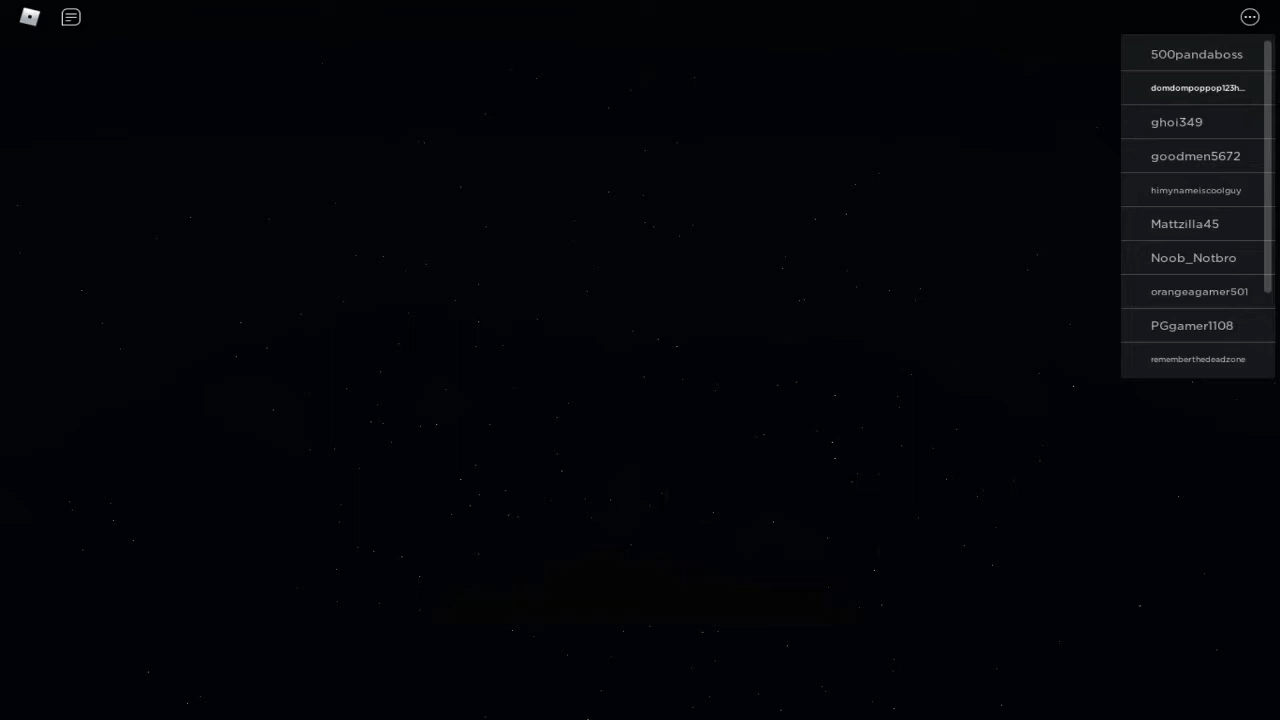 500pandaboss
domdompoppop123h...
ghoi349
goodmen5672
himynameiscoolguy
Mattzilla45
Noob_Notbro
orangeagamer501
PGgamer1108
rememberthedeadzone